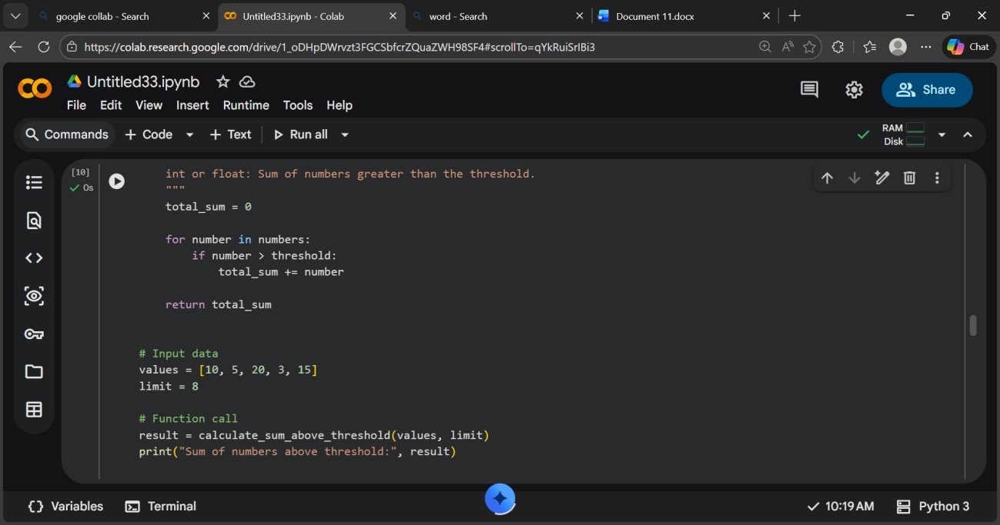 google collab - Search
Untitled33.ipynb - Colab
word - Search
Document 11.docx
https://colab.research.google.com/drive/1_oDHpDWrvzt3FGCSbfcrZQuaZWH98SF4#scrollTo=qYkRuiSrIBi3
Chat
Untitled33.ipynb
File Edit View Insert Runtime Tools Help
Share
Commands + Code + Text Run all
RAM
Disk
[10]
0s
int or float: Sum of numbers greater than the threshold.
"""
total_sum = 0
for number in numbers:
if number > threshold:
total_sum += number
return total_sum
# Input data
values = [10, 5, 20, 3, 15]
limit = 8
# Function call
result = calculate_sum_above_threshold(values, limit)
print("Sum of numbers above threshold:", result)
{} Variables Terminal
10:19 AM Python 3